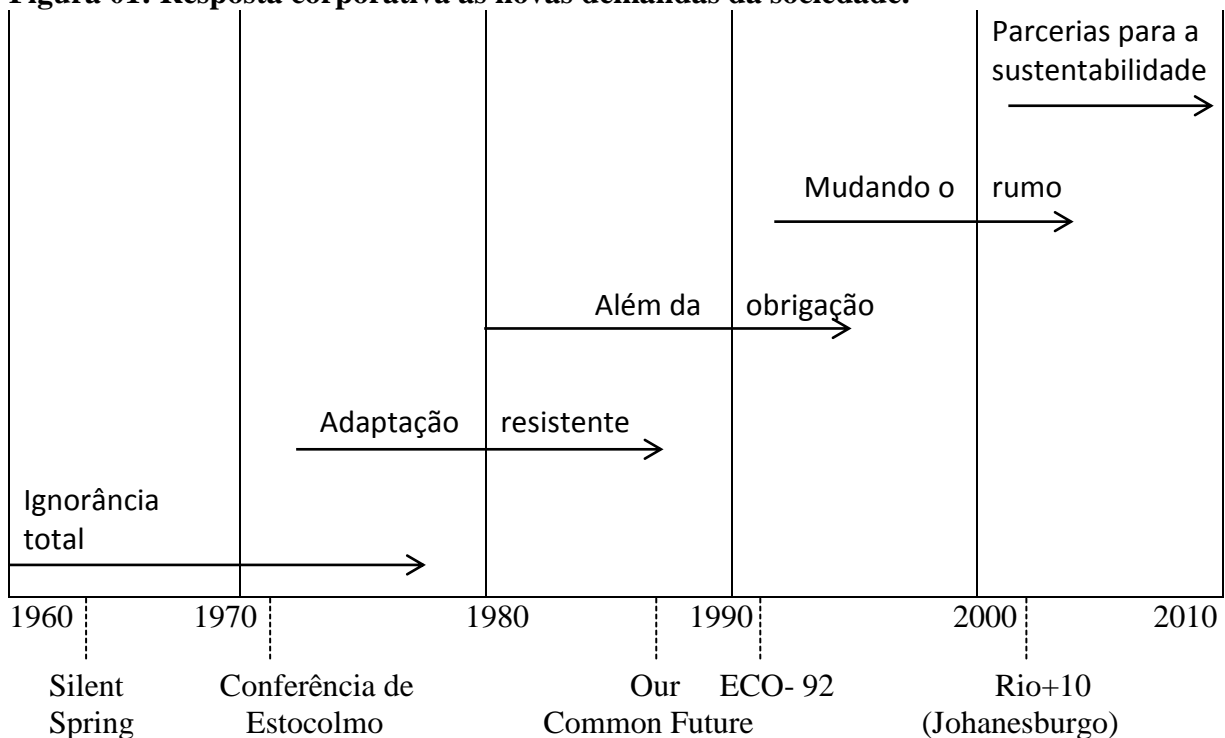 Figura 01: Resposta corporativa às novas demandas da sociedade.
Parcerias para a
sustentabilidade
Mudando o rumo
Além da obrigação
Adaptação resistente
Ignorância
total
1960 1970 1980 1990 2000 2010
Silent Conferência de Our ECO- 92 Rio+10
Spring Estocolmo Common Future (Johanesburgo)